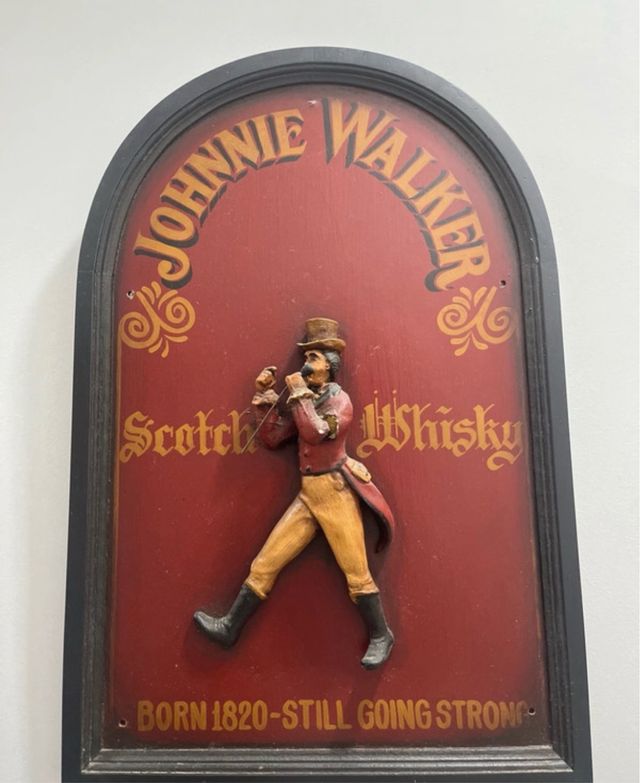 JOHNNIE WALKER
Scotch Whisky
BORN 1820-STILL GOING STRONG